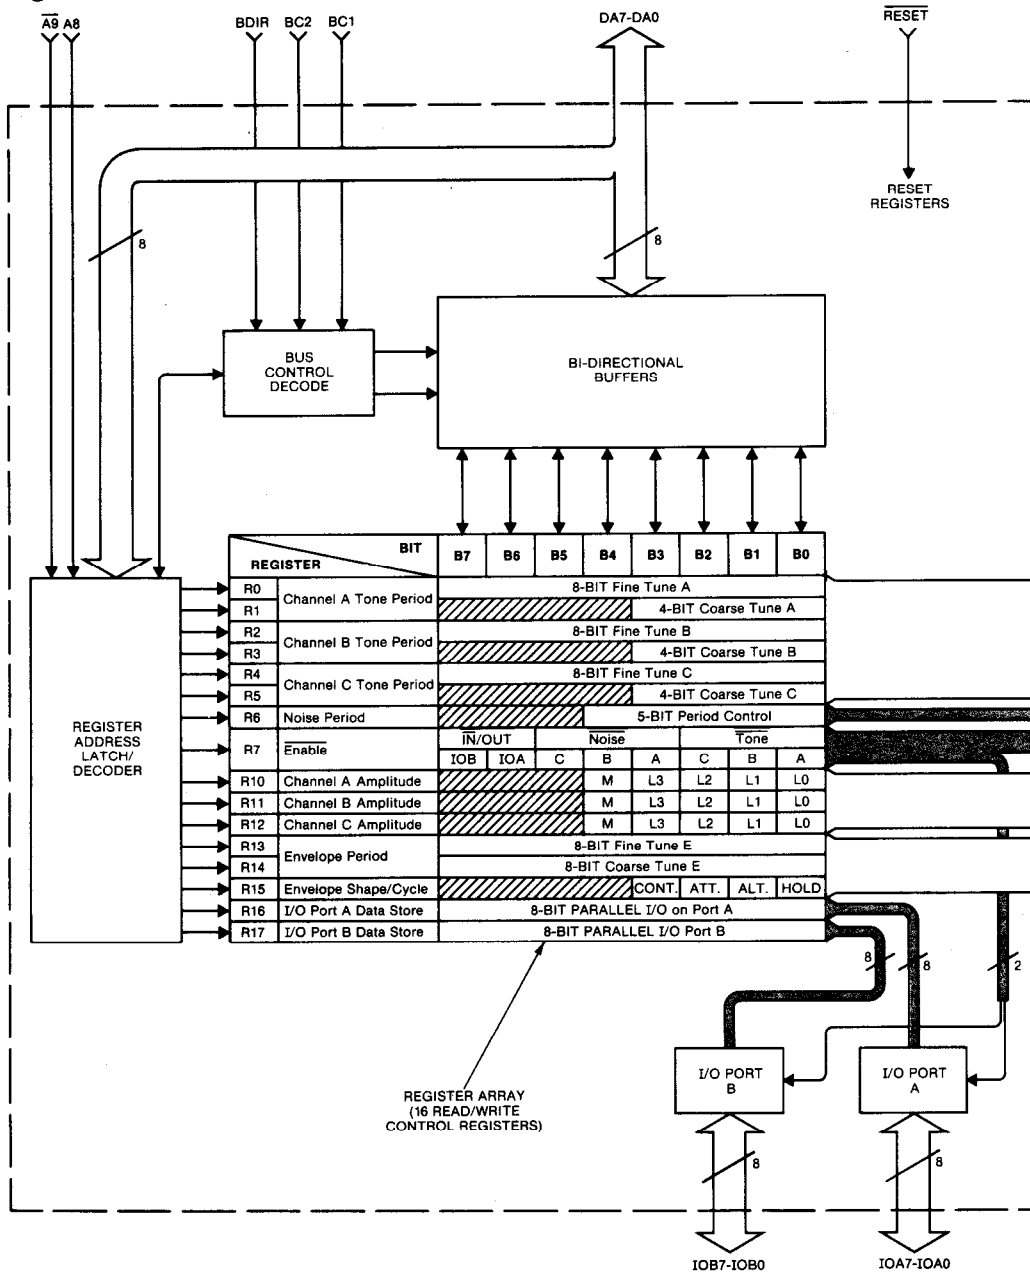 A9 A8 BDIR BC2 BC1 DA7-DA0 RESET
RESET
REGISTERS
8
8
BUS
CONTROL
DECODE
BI-DIRECTIONAL
BUFFERS
REGISTER
ADDRESS
LATCH/
DECODER
REGISTER BIT B7 B6 B5 B4 B3 B2 B1 B0
R0 Channel A Tone Period 8-BIT Fine Tune A
R1 4-BIT Coarse Tune A
R2 Channel B Tone Period 8-BIT Fine Tune B
R3 4-BIT Coarse Tune B
R4 Channel C Tone Period 8-BIT Fine Tune C
R5 4-BIT Coarse Tune C
R6 Noise Period 5-BIT Period Control
R7 Enable IN/OUT Noise Tone
IOB IOA C B A C B A
R10 Channel A Amplitude M L3 L2 L1 L0
R11 Channel B Amplitude M L3 L2 L1 L0
R12 Channel C Amplitude M L3 L2 L1 L0
R13 Envelope Period 8-BIT Fine Tune E
R14 8-BIT Coarse Tune E
R15 Envelope Shape/Cycle CONT. ATT. ALT. HOLD
R16 I/O Port A Data Store 8-BIT PARALLEL I/O on Port A
R17 I/O Port B Data Store 8-BIT PARALLEL I/O Port B
8 8 2
REGISTER ARRAY
(16 READ/WRITE
CONTROL REGISTERS)
I/O PORT
B
I/O PORT
A
8 8
IOB7-IOB0 IOA7-IOA0